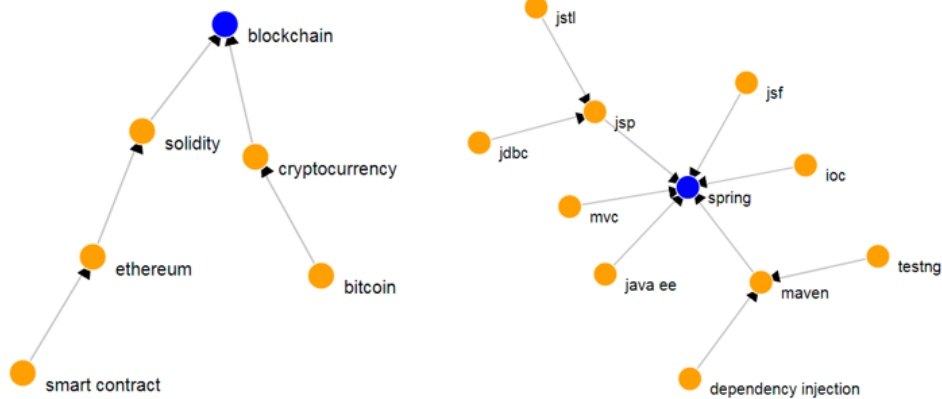 blockchain
solidity
cryptocurrency
ethereum
bitcoin
smart contract
jstl
jsf
jsp
jdbc
ioc
spring
mvc
testng
java ee
maven
dependency injection